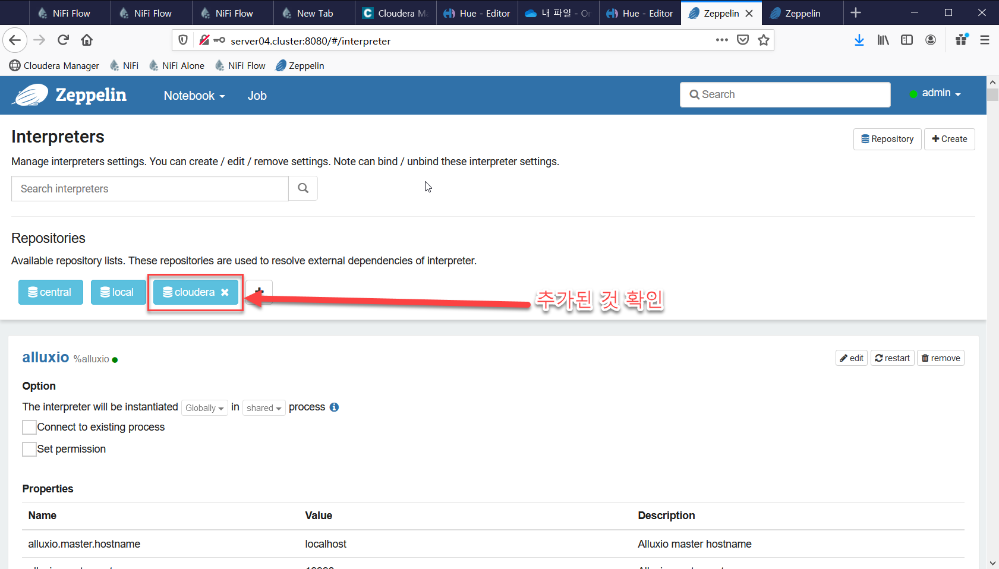 NiFi Flow
NiFi Flow
NiFi Flow
New Tab
Cloudera Ma
Hue - Editor
내 파일 - On
Hue - Editor
Zeppelin
Zeppelin
server04.cluster:8080/#/interpreter
Cloudera Manager
NiFi
NiFi Alone
NiFi Flow
Zeppelin
Zeppelin
Notebook
Job
Search
admin
Interpreters
Repository
Create
Manage interpreters settings. You can create / edit / remove settings. Note can bind / unbind these interpreter settings.
Search interpreters
Repositories
Available repository lists. These repositories are used to resolve external dependencies of interpreter.
central
local
cloudera
추가된 것 확인
alluxio %alluxio
edit
restart
remove
Option
The interpreter will be instantiated Globally in shared process
Connect to existing process
Set permission
Properties
Name Value Description
alluxio.master.hostname localhost Alluxio master hostname